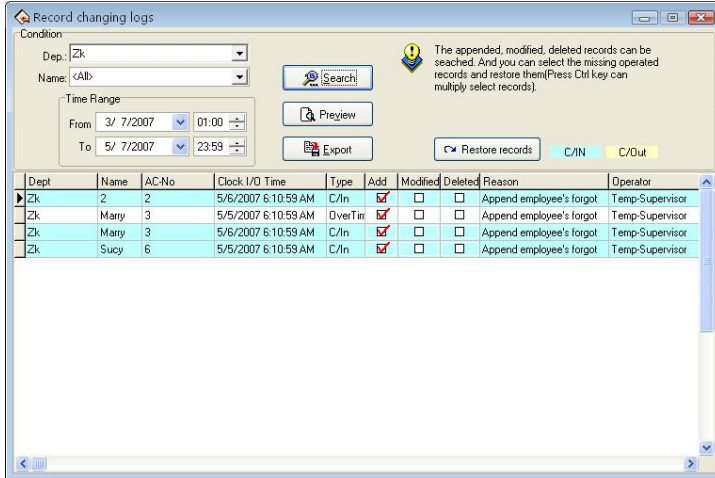 Record changing logs
Condition
Dep.: Zk
Name: <All>
Time Range
From 3/ 7/2007 01:00
To 5/ 7/2007 23:59
Search
Preview
Export
The appended, modified, deleted records can be
seached. And you can select the missing operated
records and restore them(Press Ctrl key can
multiply select records).
Restore records C/IN C/Out
Dept Name AC-No Clock I/O Time Type Add Modified Deleted Reason Operator
Zk 2 2 5/6/2007 6:10:59 AM C/In Append employee's forgot Temp-Supervisor
Zk Marry 3 5/5/2007 6:10:59 AM OverTim Append employee's forgot Temp-Supervisor
Zk Marry 3 5/6/2007 6:10:59 AM C/In Append employee's forgot Temp-Supervisor
Zk Sucy 6 5/5/2007 6:10:59 AM C/In Append employee's forgot Temp-Supervisor